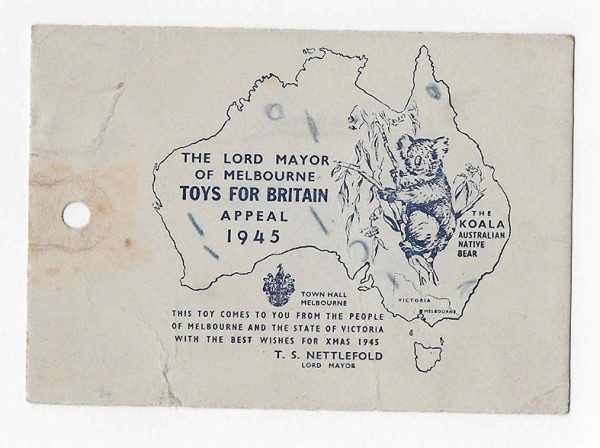 THE LORD MAYOR
OF MELBOURNE
TOYS FOR BRITAIN
APPEAL
1945
THE
KOALA
AUSTRALIAN
NATIVE
BEAR
VICTORIA
MELBOURNE
TOWN HALL
MELBOURNE
THIS TOY COMES TO YOU FROM THE PEOPLE
OF MELBOURNE AND THE STATE OF VICTORIA
WITH THE BEST WISHES FOR XMAS 1945
T. S. NETTLEFOLD
LORD MAYOR